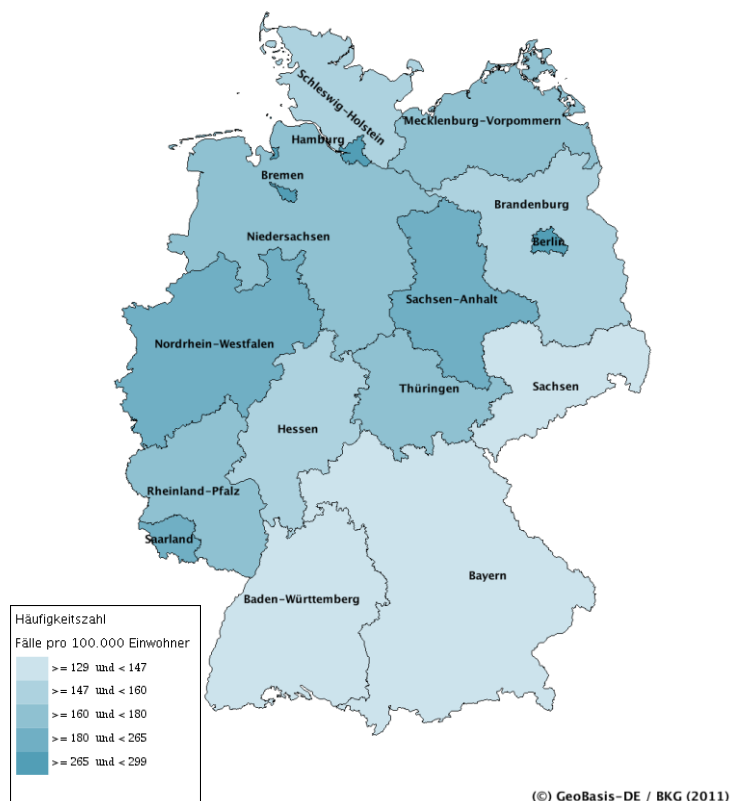 Schleswig-Holstein
Mecklenburg-Vorpommern
Hamburg
Bremen
Brandenburg
Niedersachsen
Berlin
Sachsen-Anhalt
Nordrhein-Westfalen
Thüringen
Sachsen
Hessen
Rheinland-Pfalz
Saarland
Bayern
Baden-Württemberg
Häufigkeitszahl
Fälle pro 100.000 Einwohner
>= 129 und < 147
>= 147 und < 160
>= 160 und < 180
>= 180 und < 265
>= 265 und < 299
(©) GeoBasis-DE / BKG (2011)